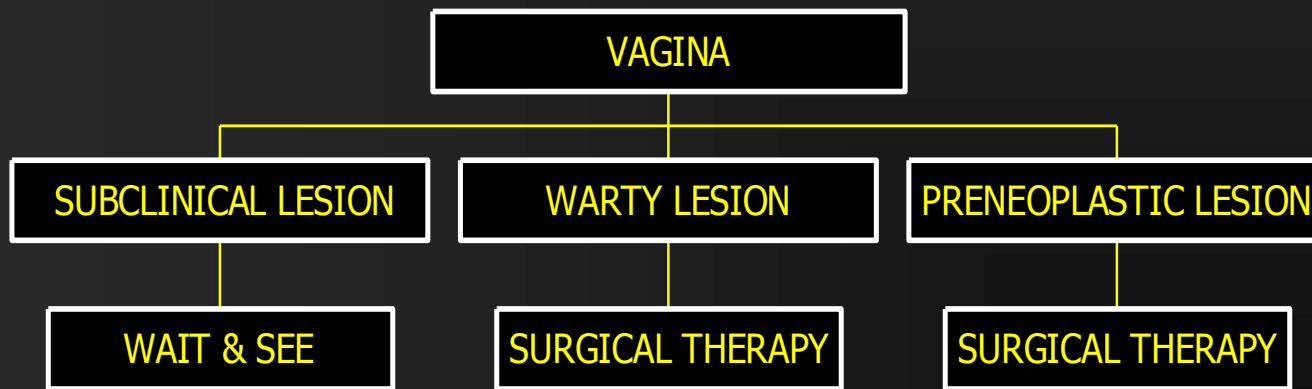 VAGINA
SUBCLINICAL LESION
WARTY LESION
PRENEOPLASTIC LESION
WAIT & SEE
SURGICAL THERAPY
SURGICAL THERAPY